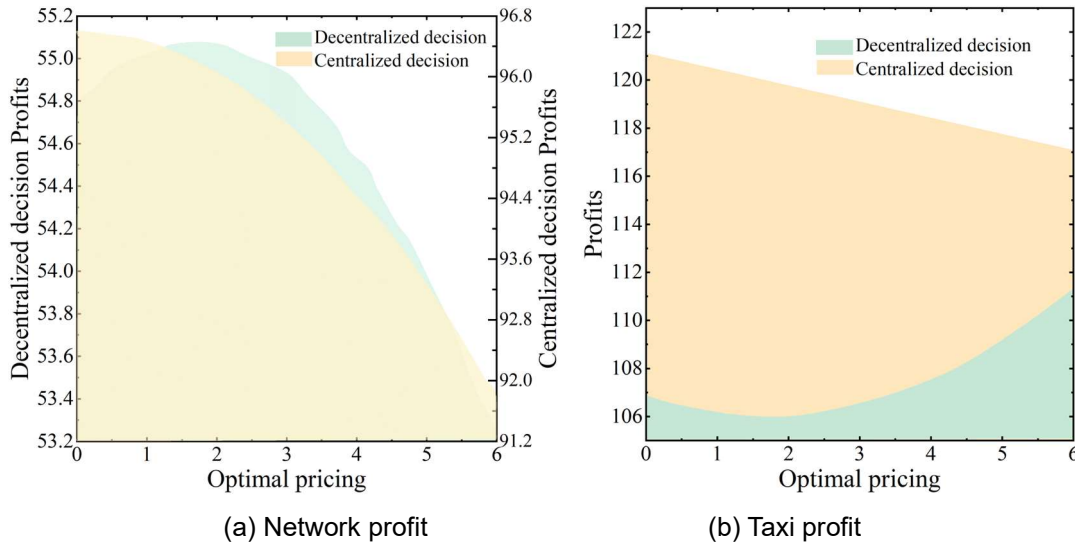 55.2
55.0
54.8
54.6
54.4
54.2
54.0
53.8
53.6
53.4
53.2
Decentralized decision Profits
Decentralized decision
Centralized decision
96.8
96.0
95.2
94.4
93.6
92.8
92.0
91.2
Centralized decision Profits
0 1 2 3 4 5 6
Optimal pricing
(a) Network profit
122
120
118
116
114
112
110
108
106
Profits
Decentralized decision
Centralized decision
0 1 2 3 4 5 6
Optimal pricing
(b) Taxi profit